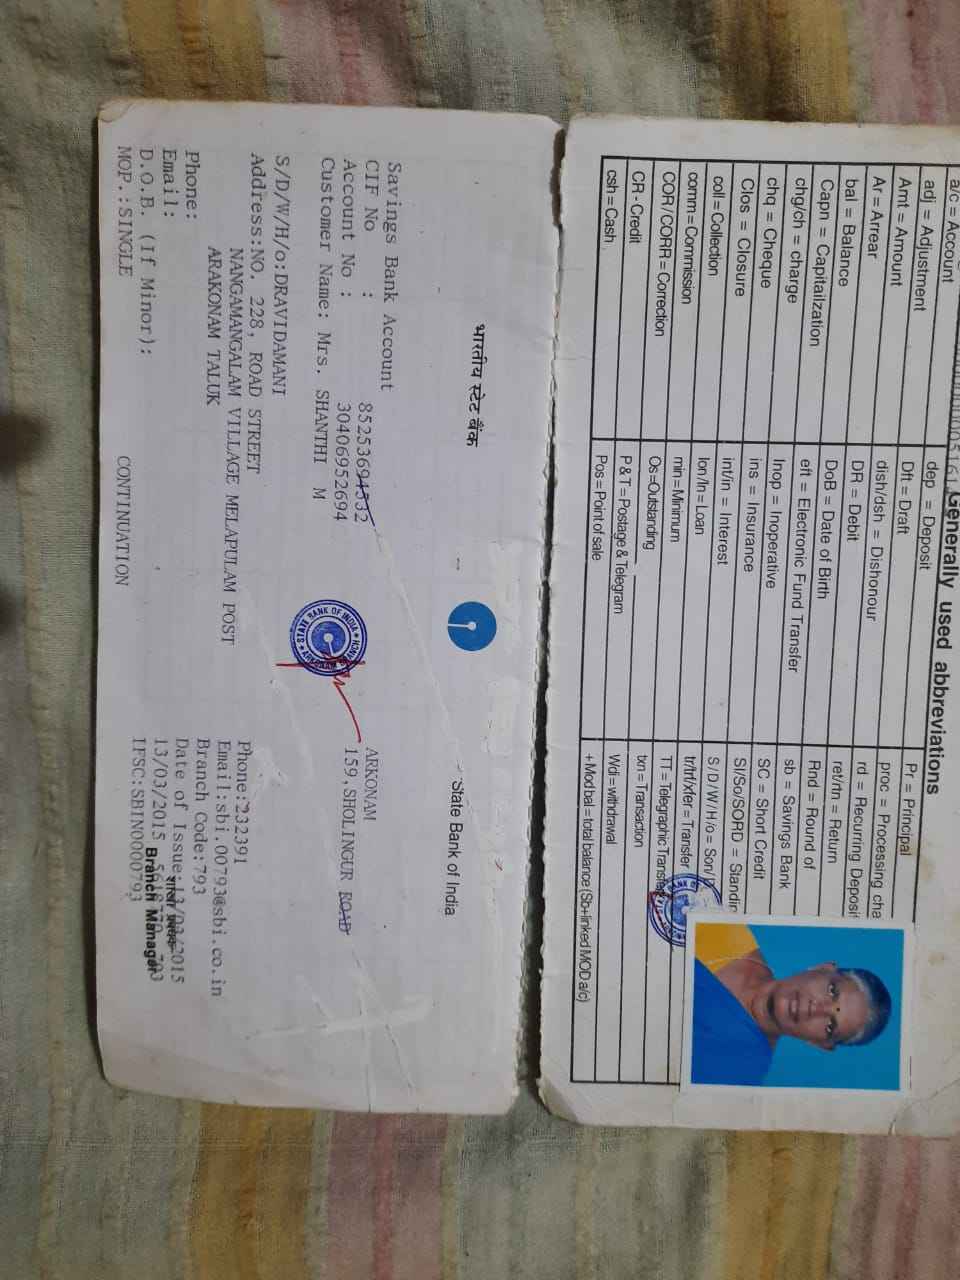 000000005161
Generally used abbreviations
a/c = Account
adj = Adjustment
dep = Deposit
Pr = Principal
Amt = Amount
Dft = Draft
proc = Processing cha
Ar = Arrear
dish/dsh = Dishonour
rd = Recurring Deposi
bal = Balance
DR = Debit
ret/rtn = Return
Capn = Capitailzation
DoB = Date of Birth
Rnd = Round of
chg/ch = charge
eft = Electronic Fund Transfer
sb = Savings Bank
chq = Cheque
Inop = Inoperative
SC = Short Credit
Clos = Closure
ins = Insurance
SI/So/SORD = Standin
coll = Collection
int/in = Interest
S / D / W / H / o = Son/
comm = Commission
lon/ln = Loan
tr/trf/xfer = Transfer
COR / CORR = Correction
min = Minimum
TT = Telegraphic Transfer
CR - Credit
Os=Outstanding
txn = Transaction
csh = Cash
P & T = Postage & Telegram
Wdl = withdrawal
Pos = Point of sale
+ Mod bal = total balance (Sb+linked MOD a/c)
भारतीय स्टेट बैंक
State Bank of India
Savings Bank Account
CIF No : 85253694532
ARKONAM
Account No : 30406952694
159.SHOLINGUR ROAD
Customer Name: Mrs. SHANTHI M
STATE BANK OF INDIA
S/D/W/H/o:DRAVIDAMANI
Address:NO. 228, ROAD STREET
Phone:232391
NANGAMANGALAM VILLAGE MELAPULAM POST
Email:sbi.00793@sbi.co.in
ARAKONAM TALUK
Branch Code:793
Phone:
Date of Issue:13/03/2015
Email:
13/03/2015
D.O.B. (If Minor):
IFSC:SBIN0000793
Branch Manager
MOP.:SINGLE
CONTINUATION